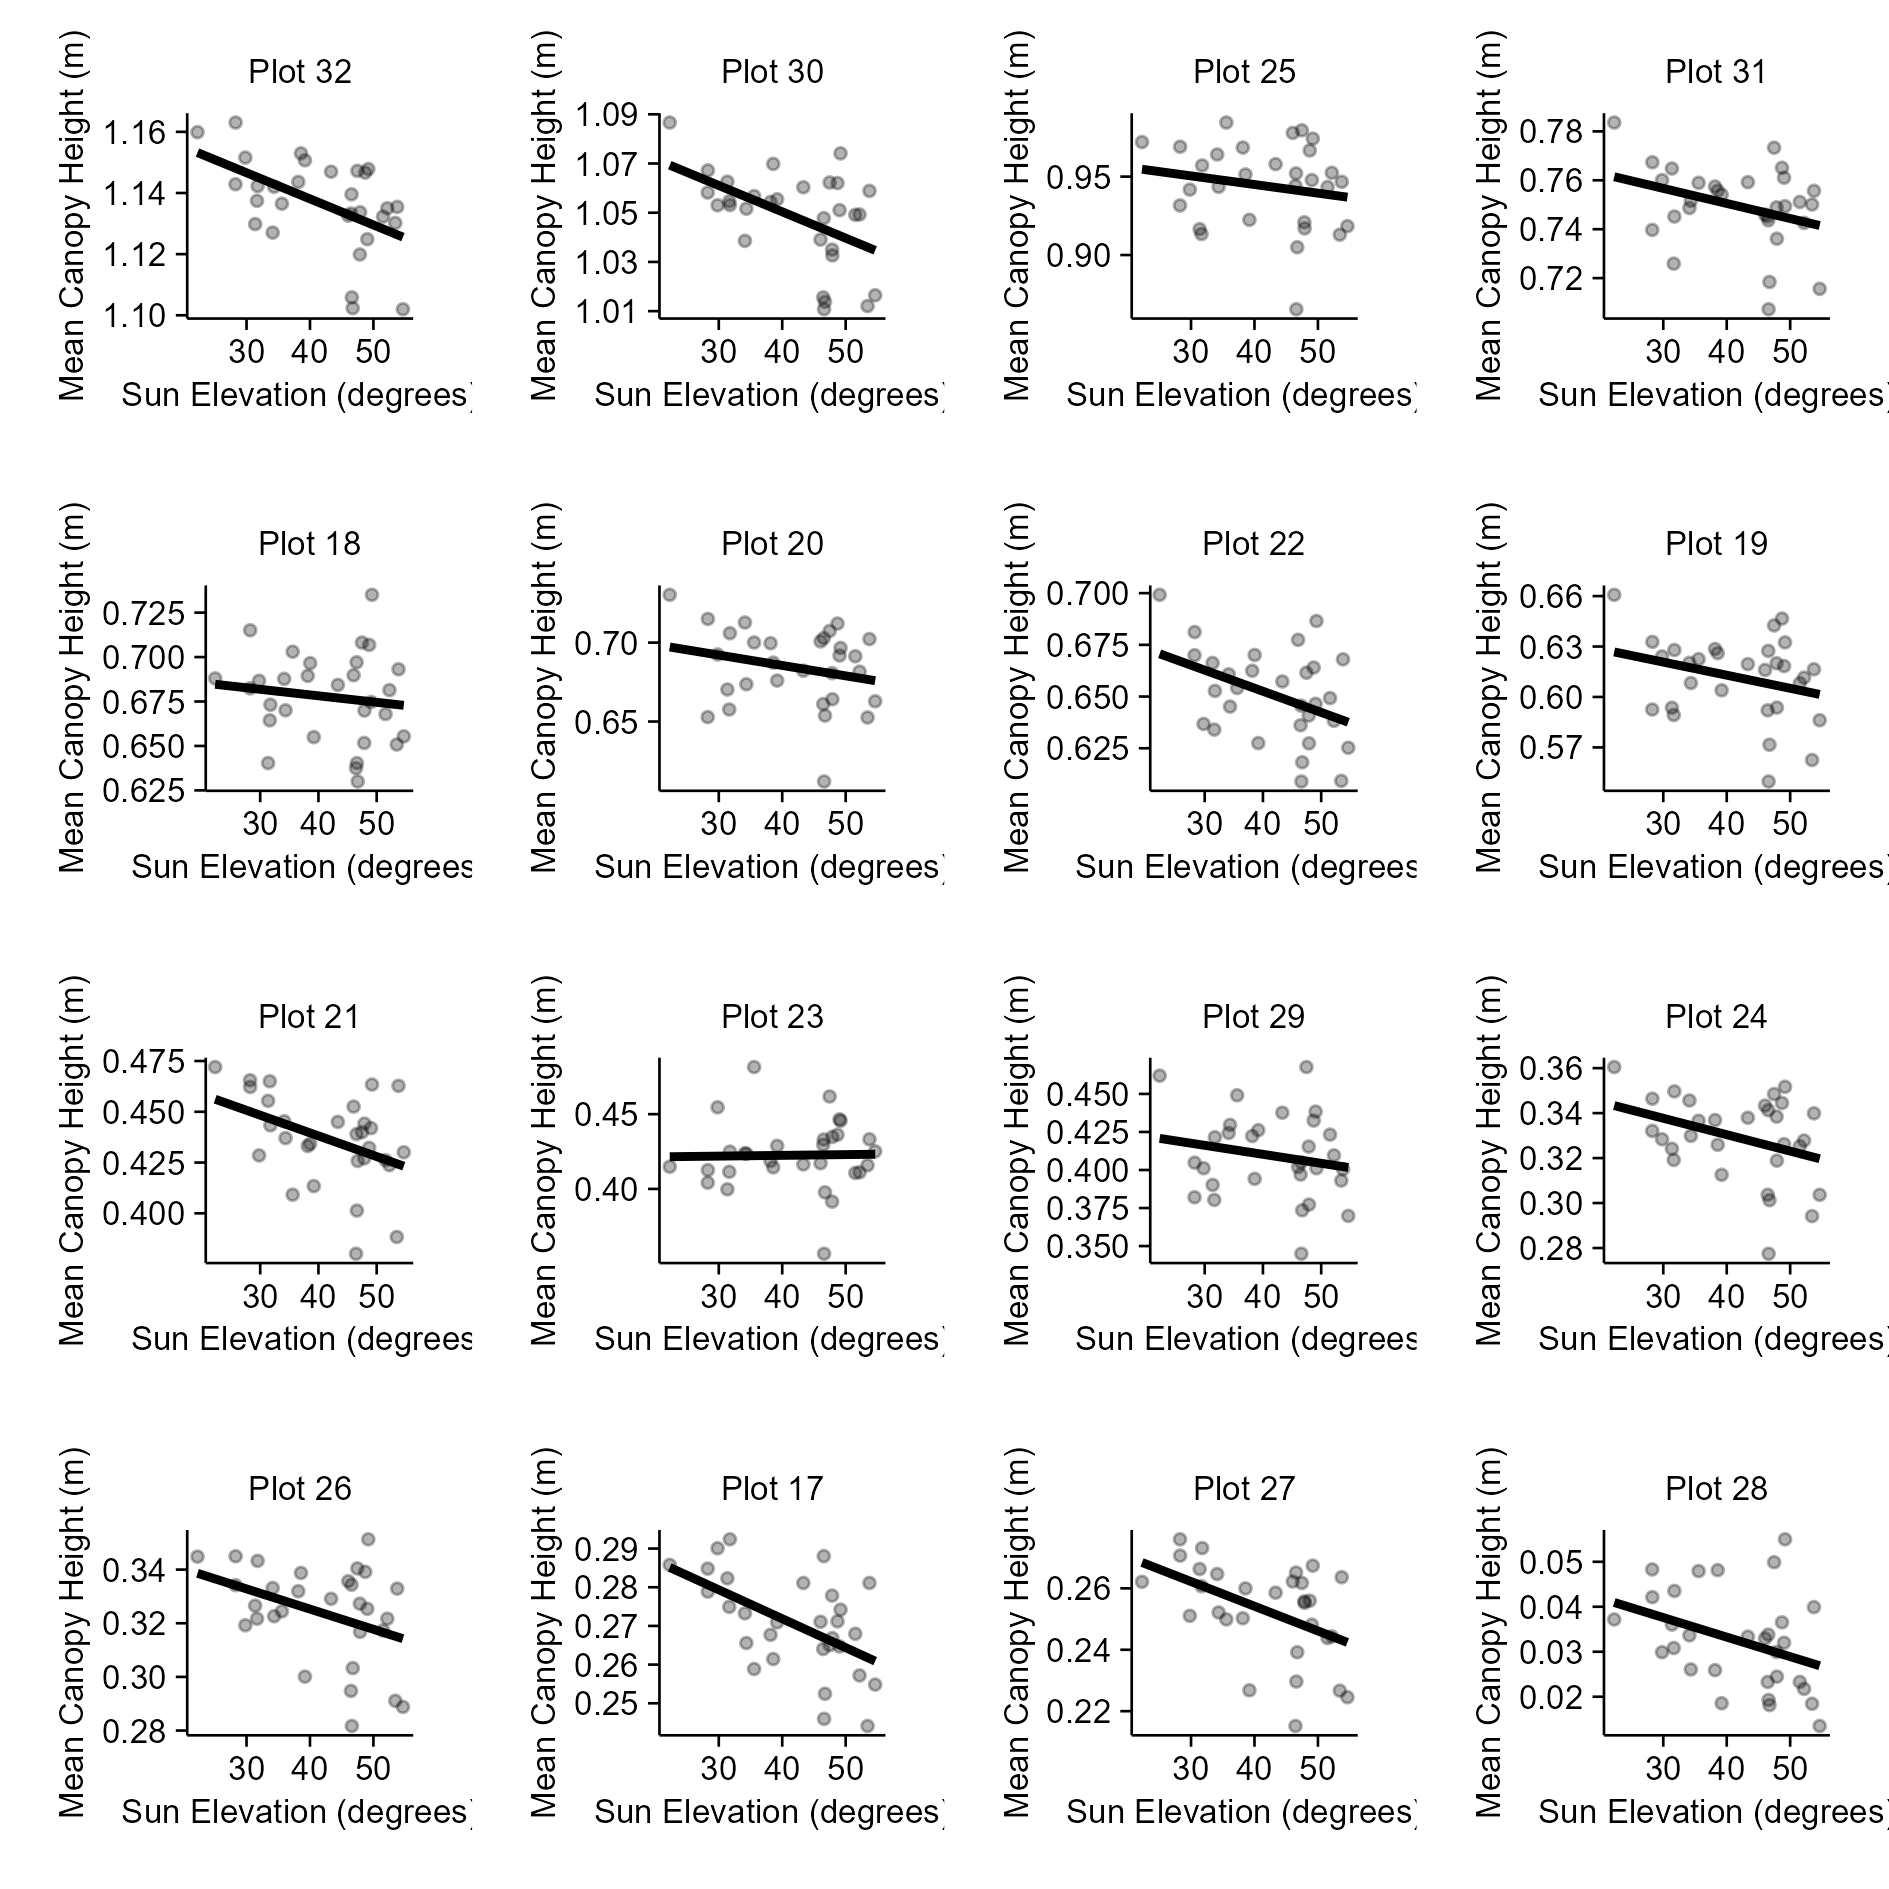 Plot 32
Mean Canopy Height (m)
1.16
1.14
1.12
1.10
30 40 50
Sun Elevation (degrees)
Plot 30
Mean Canopy Height (m)
1.09
1.07
1.05
1.03
1.01
30 40 50
Sun Elevation (degrees)
Plot 25
Mean Canopy Height (m)
0.95
0.90
30 40 50
Sun Elevation (degrees)
Plot 31
Mean Canopy Height (m)
0.78
0.76
0.74
0.72
30 40 50
Sun Elevation (degrees)
Plot 18
Mean Canopy Height (m)
0.725
0.700
0.675
0.650
0.625
30 40 50
Sun Elevation (degrees
Plot 20
Mean Canopy Height (m)
0.70
0.65
30 40 50
Sun Elevation (degrees)
Plot 22
Mean Canopy Height (m)
0.700
0.675
0.650
0.625
30 40 50
Sun Elevation (degrees
Plot 19
Mean Canopy Height (m)
0.66
0.63
0.60
0.57
30 40 50
Sun Elevation (degrees)
Plot 21
Mean Canopy Height (m)
0.475
0.450
0.425
0.400
30 40 50
Sun Elevation (degrees
Plot 23
Mean Canopy Height (m)
0.45
0.40
30 40 50
Sun Elevation (degrees)
Plot 29
Mean Canopy Height (m)
0.450
0.425
0.400
0.375
0.350
30 40 50
Sun Elevation (degrees
Plot 24
Mean Canopy Height (m)
0.36
0.34
0.32
0.30
0.28
30 40 50
Sun Elevation (degrees)
Plot 26
Mean Canopy Height (m)
0.34
0.32
0.30
0.28
30 40 50
Sun Elevation (degrees)
Plot 17
Mean Canopy Height (m)
0.29
0.28
0.27
0.26
0.25
30 40 50
Sun Elevation (degrees)
Plot 27
Mean Canopy Height (m)
0.26
0.24
0.22
30 40 50
Sun Elevation (degrees)
Plot 28
Mean Canopy Height (m)
0.05
0.04
0.03
0.02
30 40 50
Sun Elevation (degrees)